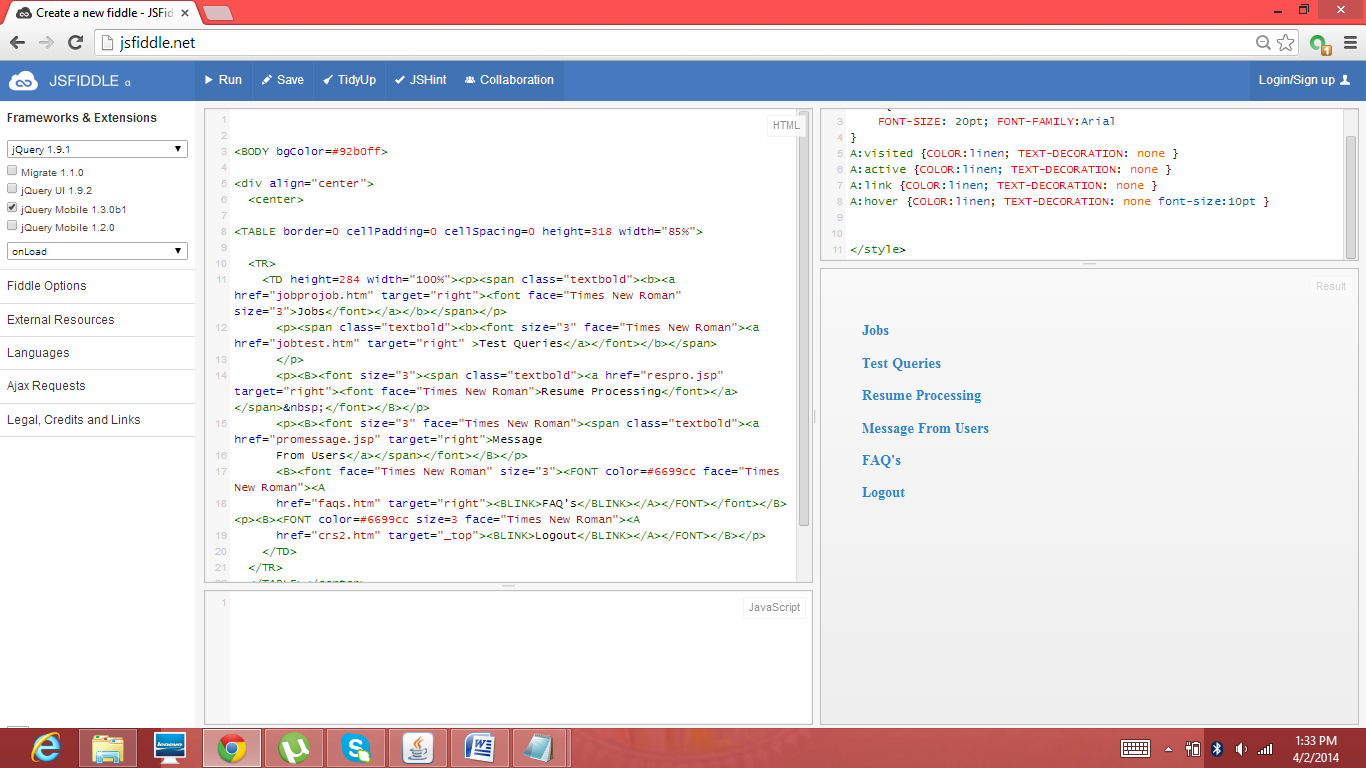 Create a new fiddle - JSFid
jsfiddle.net
1
JSFIDDLE α
Run
Save
TidyUp
JSHint
Collaboration
Login/Sign up
Frameworks & Extensions
jQuery 1.9.1
Migrate 1.1.0
jQuery UI 1.9.2
jQuery Mobile 1.3.0b1
jQuery Mobile 1.2.0
onLoad
Fiddle Options
External Resources
Languages
Ajax Requests
Legal, Credits and Links
HTML
1
2
3 <BODY bgColor=#92b0ff>
4
5 <div align="center">
6 <center>
7
8 <TABLE border=0 cellPadding=0 cellSpacing=0 height=318 width="85%">
9
10 <TR>
11 <TD height=284 width="100%"><p><span class="textbold"><b><a
href="jobprojob.htm" target="right"><font face="Times New Roman"
size="3">Jobs</font></a></b></span></p>
12 <p><span class="textbold"><b><font size="3" face="Times New Roman"><a
href="jobtest.htm" target="right" >Test Queries</a></font></b></span>
13 </p>
14 <p><B><font size="3"><span class="textbold"><a href="respro.jsp"
target="right"><font face="Times New Roman">Resume Processing</font></a>
</span>&nbsp;</font></B></p>
15 <p><B><font size="3" face="Times New Roman"><span class="textbold"><a
href="promessage.jsp" target="right">Message
16 From Users</a></span></font></B></p>
17 <B><font face="Times New Roman" size="3"><FONT color=#6699cc face="Times
New Roman"><A
18 href="faqs.htm" target="right"><BLINK>FAQ's</BLINK></A></FONT></font></B>
<p><B><FONT color=#6699cc size=3 face="Times New Roman"><A
19 href="crs2.htm" target="_top"><BLINK>Logout</BLINK></A></FONT></B></p>
20 </TD>
21 </TR>
22 </TABLE></center>
JavaScript
1
3 FONT-SIZE: 20pt; FONT-FAMILY:Arial
4 }
5 A:visited {COLOR:linen; TEXT-DECORATION: none }
6 A:active {COLOR:linen; TEXT-DECORATION: none }
7 A:link {COLOR:linen; TEXT-DECORATION: none }
8 A:hover {COLOR:linen; TEXT-DECORATION: none font-size:10pt }
9
10
11 </style>
Result
Jobs
Test Queries
Resume Processing
Message From Users
FAQ's
Logout
lenovo
1:33 PM
4/2/2014